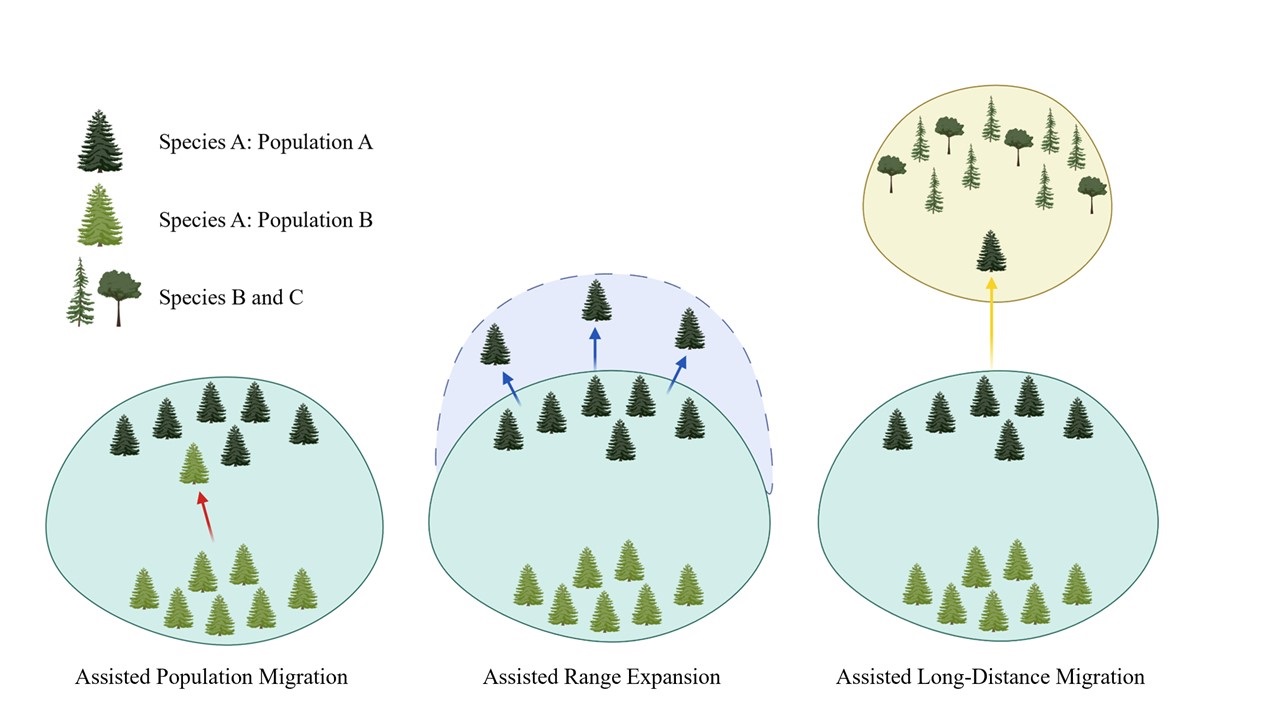 Species A: Population A
Species A: Population B
Species B and C
Assisted Population Migration
Assisted Range Expansion
Assisted Long-Distance Migration